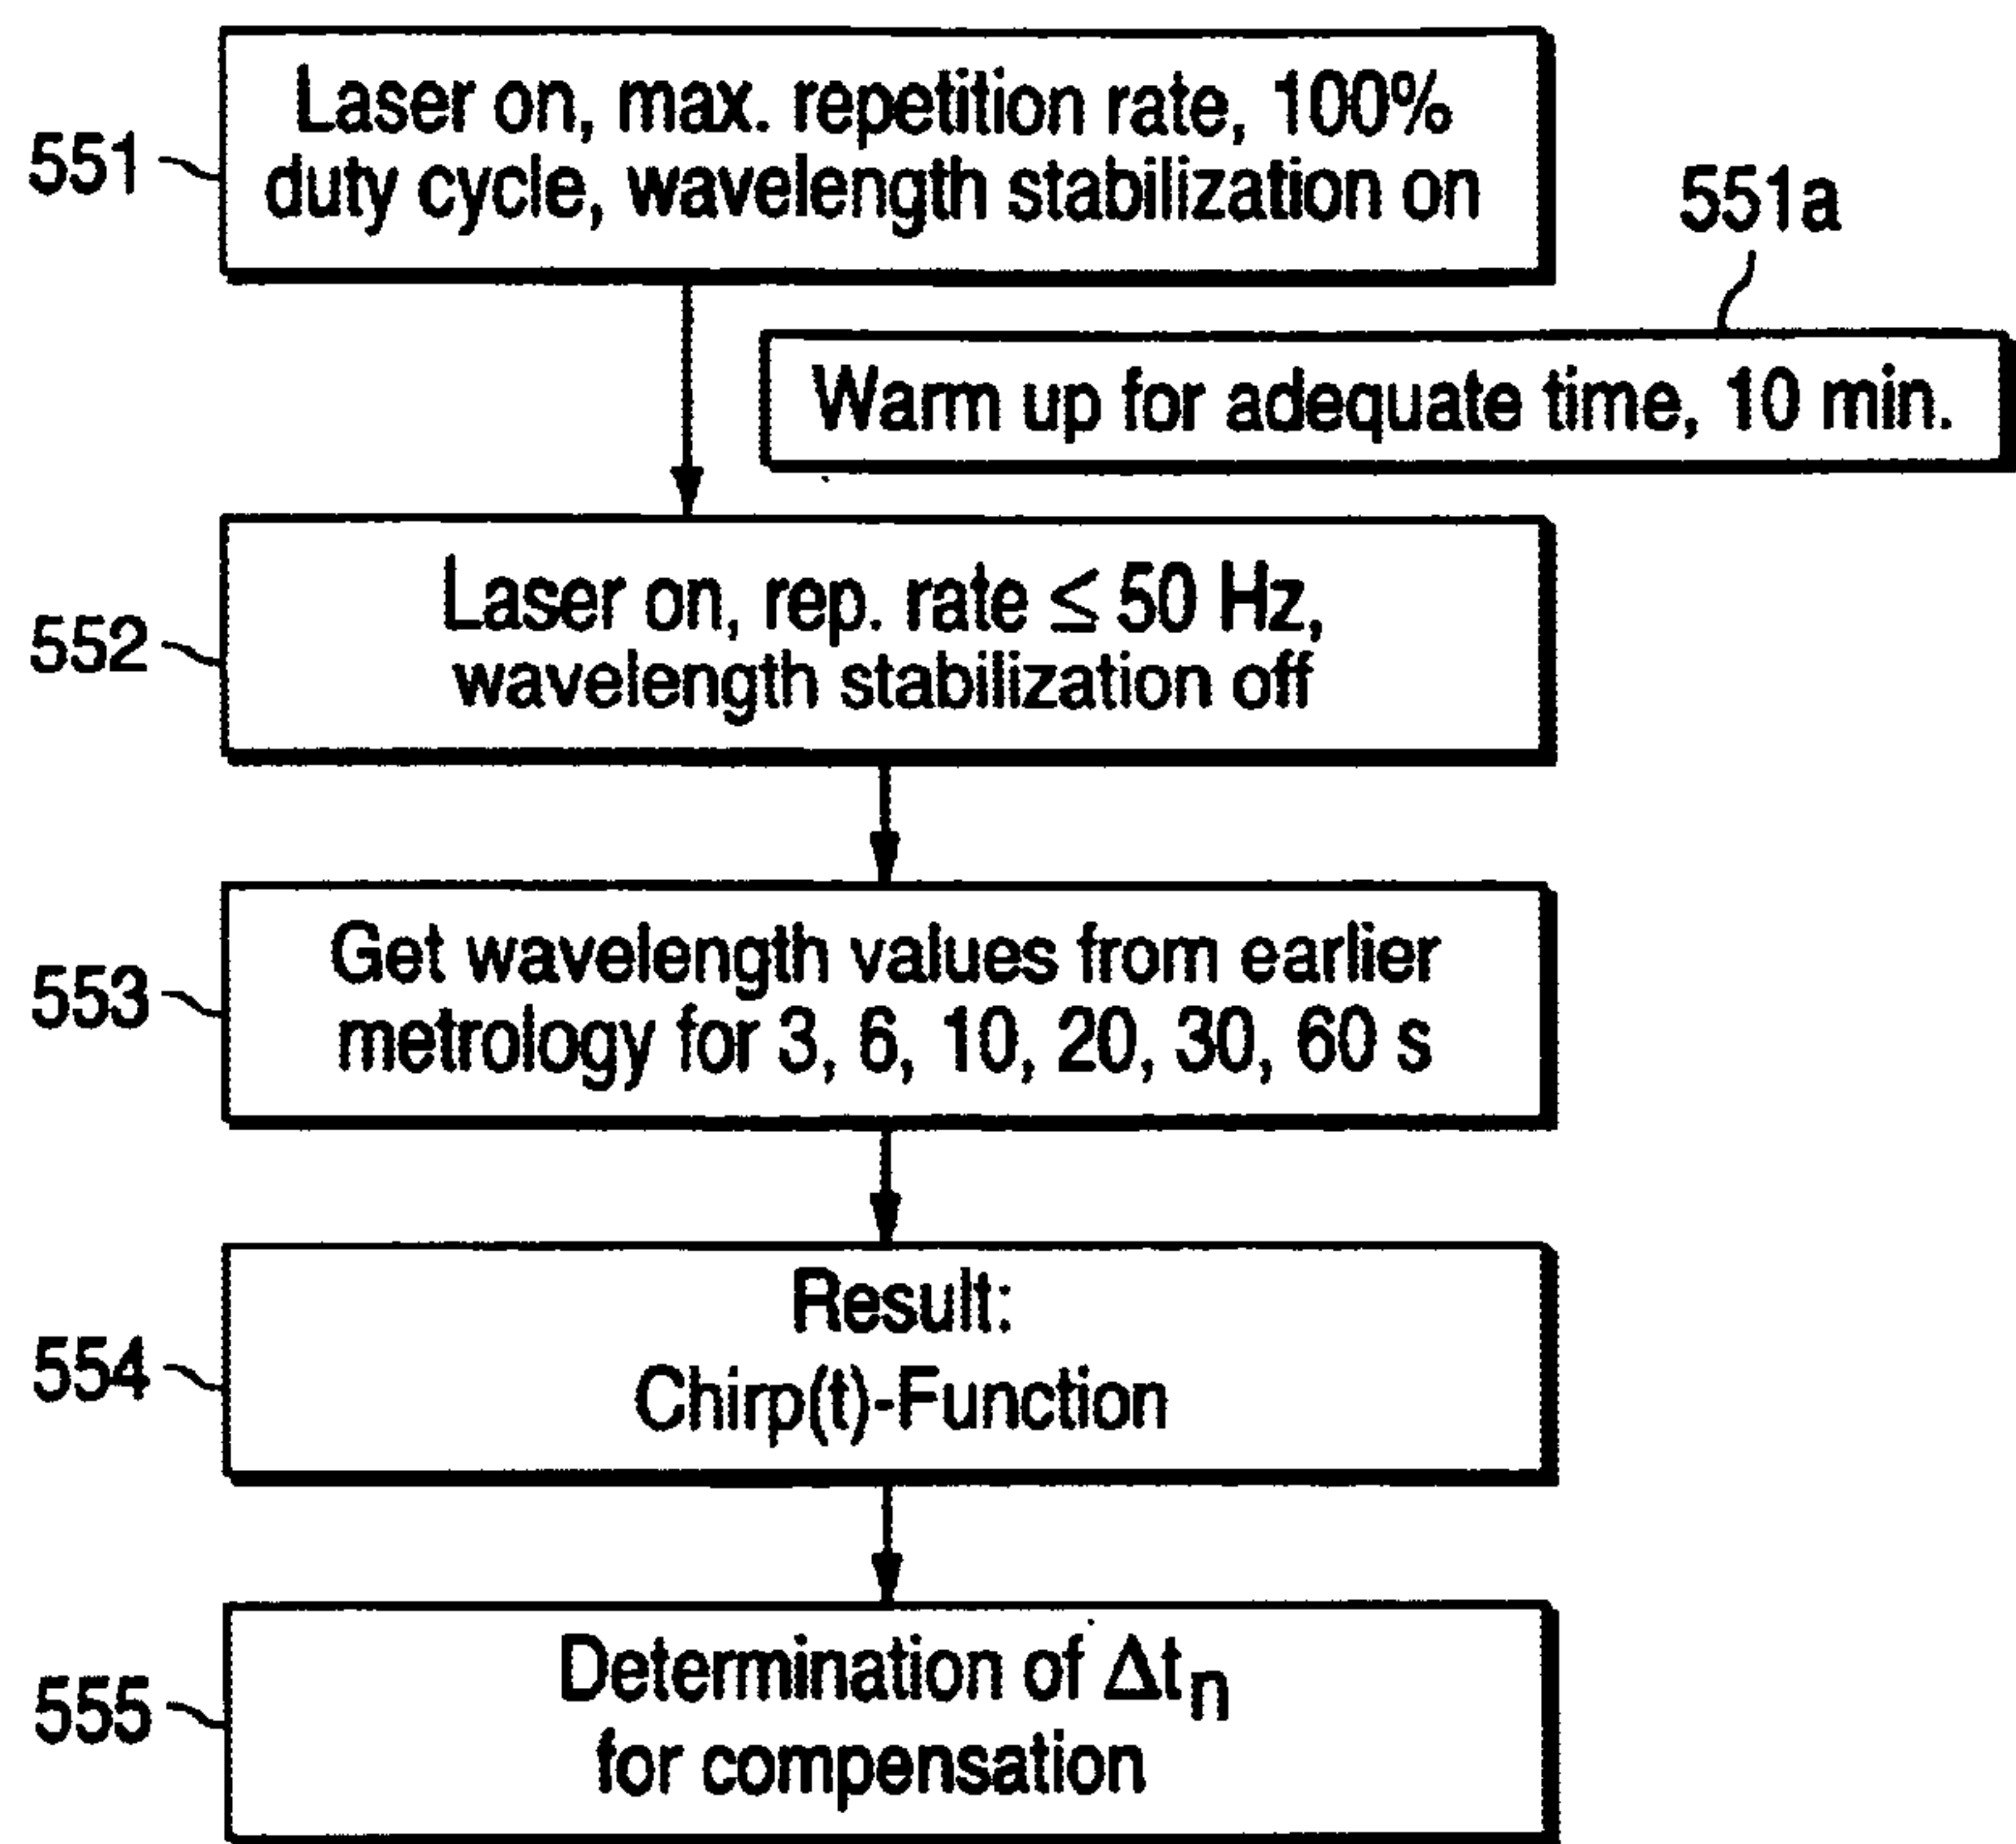 551
Laser on, max. repetition rate, 100%
duty cycle, wavelength stabilization on
551a
Warm up for adequate time, 10 min.
552
Laser on, rep. rate ≤ 50 Hz,
wavelength stabilization off
553
Get wavelength values from earlier
metrology for 3, 6, 10, 20, 30, 60 s
554
Result:
Chirp(t)-Function
555
Determination of Δtn
for compensation